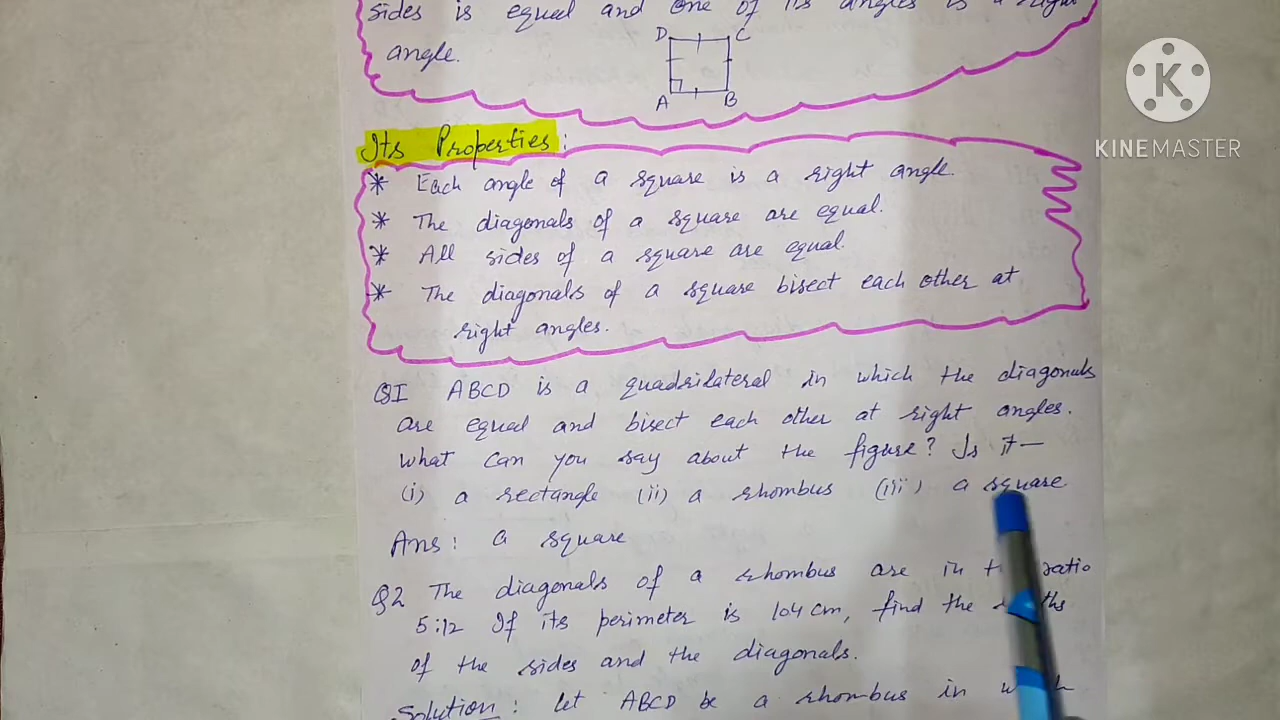 sides is equal and one of its angles is a right
angle.
D C
A B
K
KINEMASTER
Its Properties:
* Each angle of a square is a right angle.
* The diagonals of a square are equal.
* All sides of a square are equal.
* The diagonals of a square bisect each other at
right angles.
Q1 ABCD is a quadrilateral in which the diagonals
are equal and bisect each other at right angles.
What can you say about the figure? Is it—
(i) a rectangle (ii) a rhombus (iii) a square
Ans: a square
Q2 The diagonals of a rhombus are in ratio
5:12 If its perimeter is 104 cm, find the
of the sides and the diagonals.
Solution: let ABCD be a rhombus in